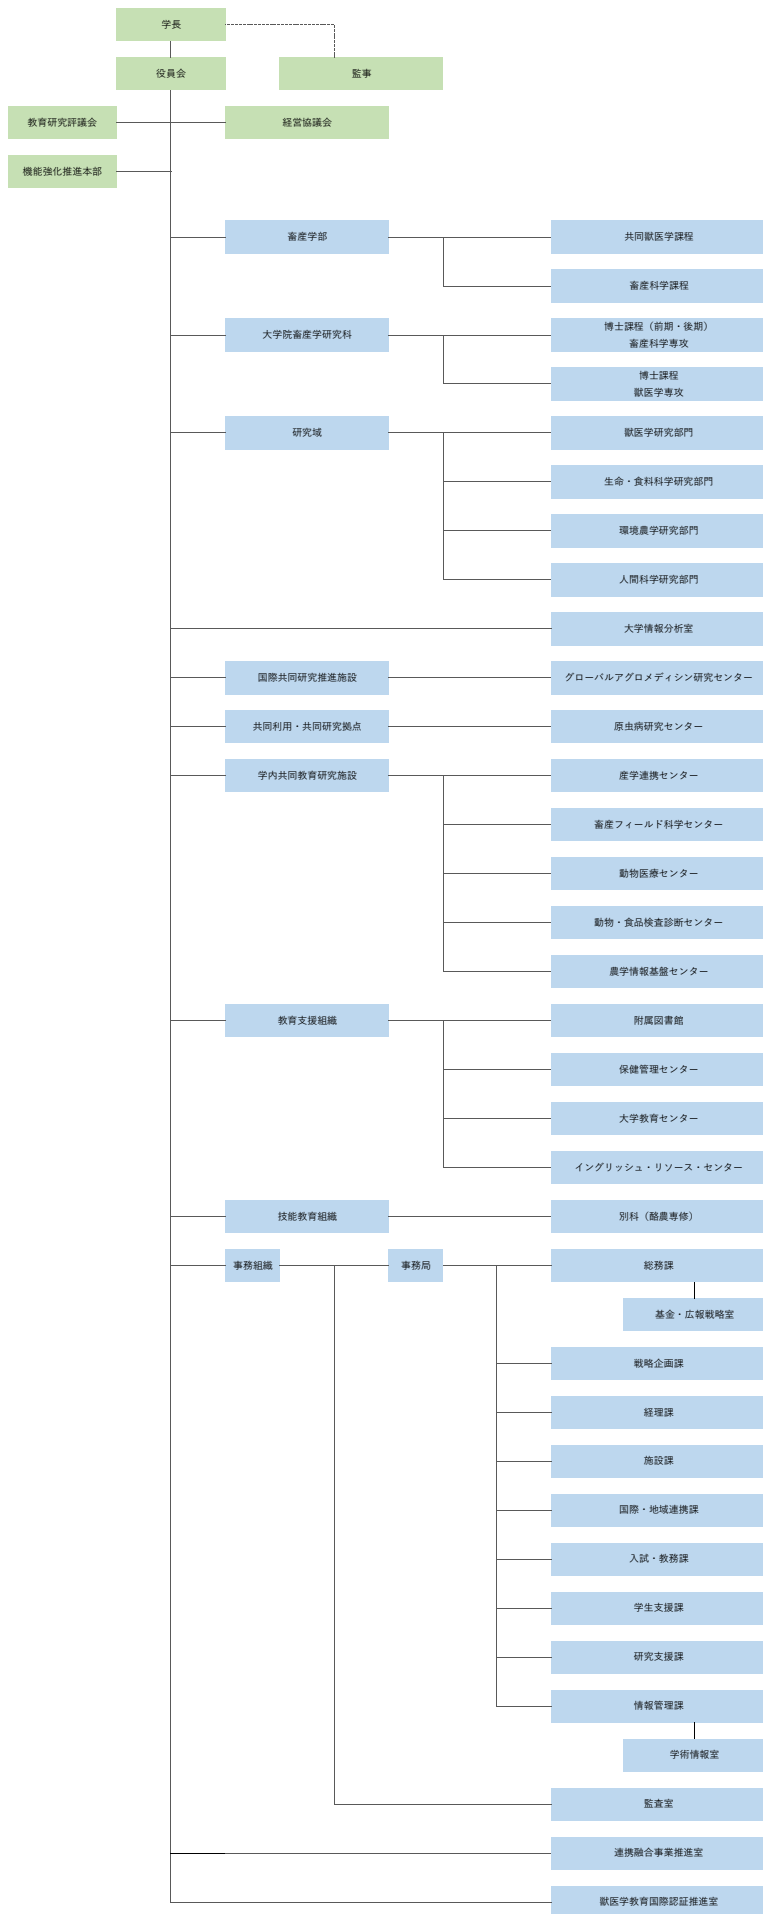 学長
役員会
監事
教育研究評議会
経営協議会
機能強化推進本部
畜産学部
共同獣医学課程
畜産科学課程
大学院畜産学研究科
博士課程（前期・後期）
畜産科学専攻
博士課程
獣医学専攻
研究域
獣医学研究部門
生命・食料科学研究部門
環境農学研究部門
人間科学研究部門
大学情報分析室
国際共同研究推進施設
グローバルアグロメディシン研究センター
共同利用・共同研究拠点
原虫病研究センター
学内共同教育研究施設
産学連携センター
畜産フィールド科学センター
動物医療センター
動物・食品検査診断センター
農学情報基盤センター
教育支援組織
附属図書館
保健管理センター
大学教育センター
イングリッシュ・リソース・センター
技能教育組織
別科（酪農専修）
事務組織
事務局
総務課
基金・広報戦略室
戦略企画課
経理課
施設課
国際・地域連携課
入試・教務課
学生支援課
研究支援課
情報管理課
学術情報室
監査室
連携融合事業推進室
獣医学教育国際認証推進室